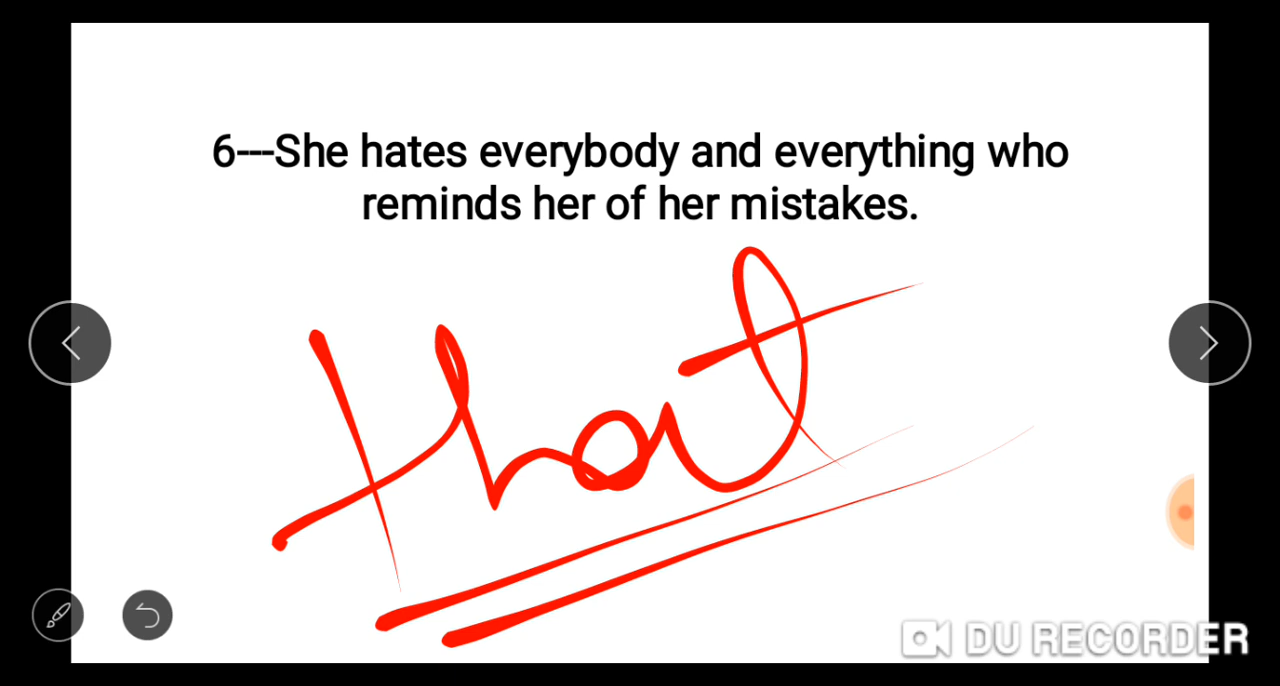 6---She hates everybody and everything who
reminds her of her mistakes.
that
DU RECORDER